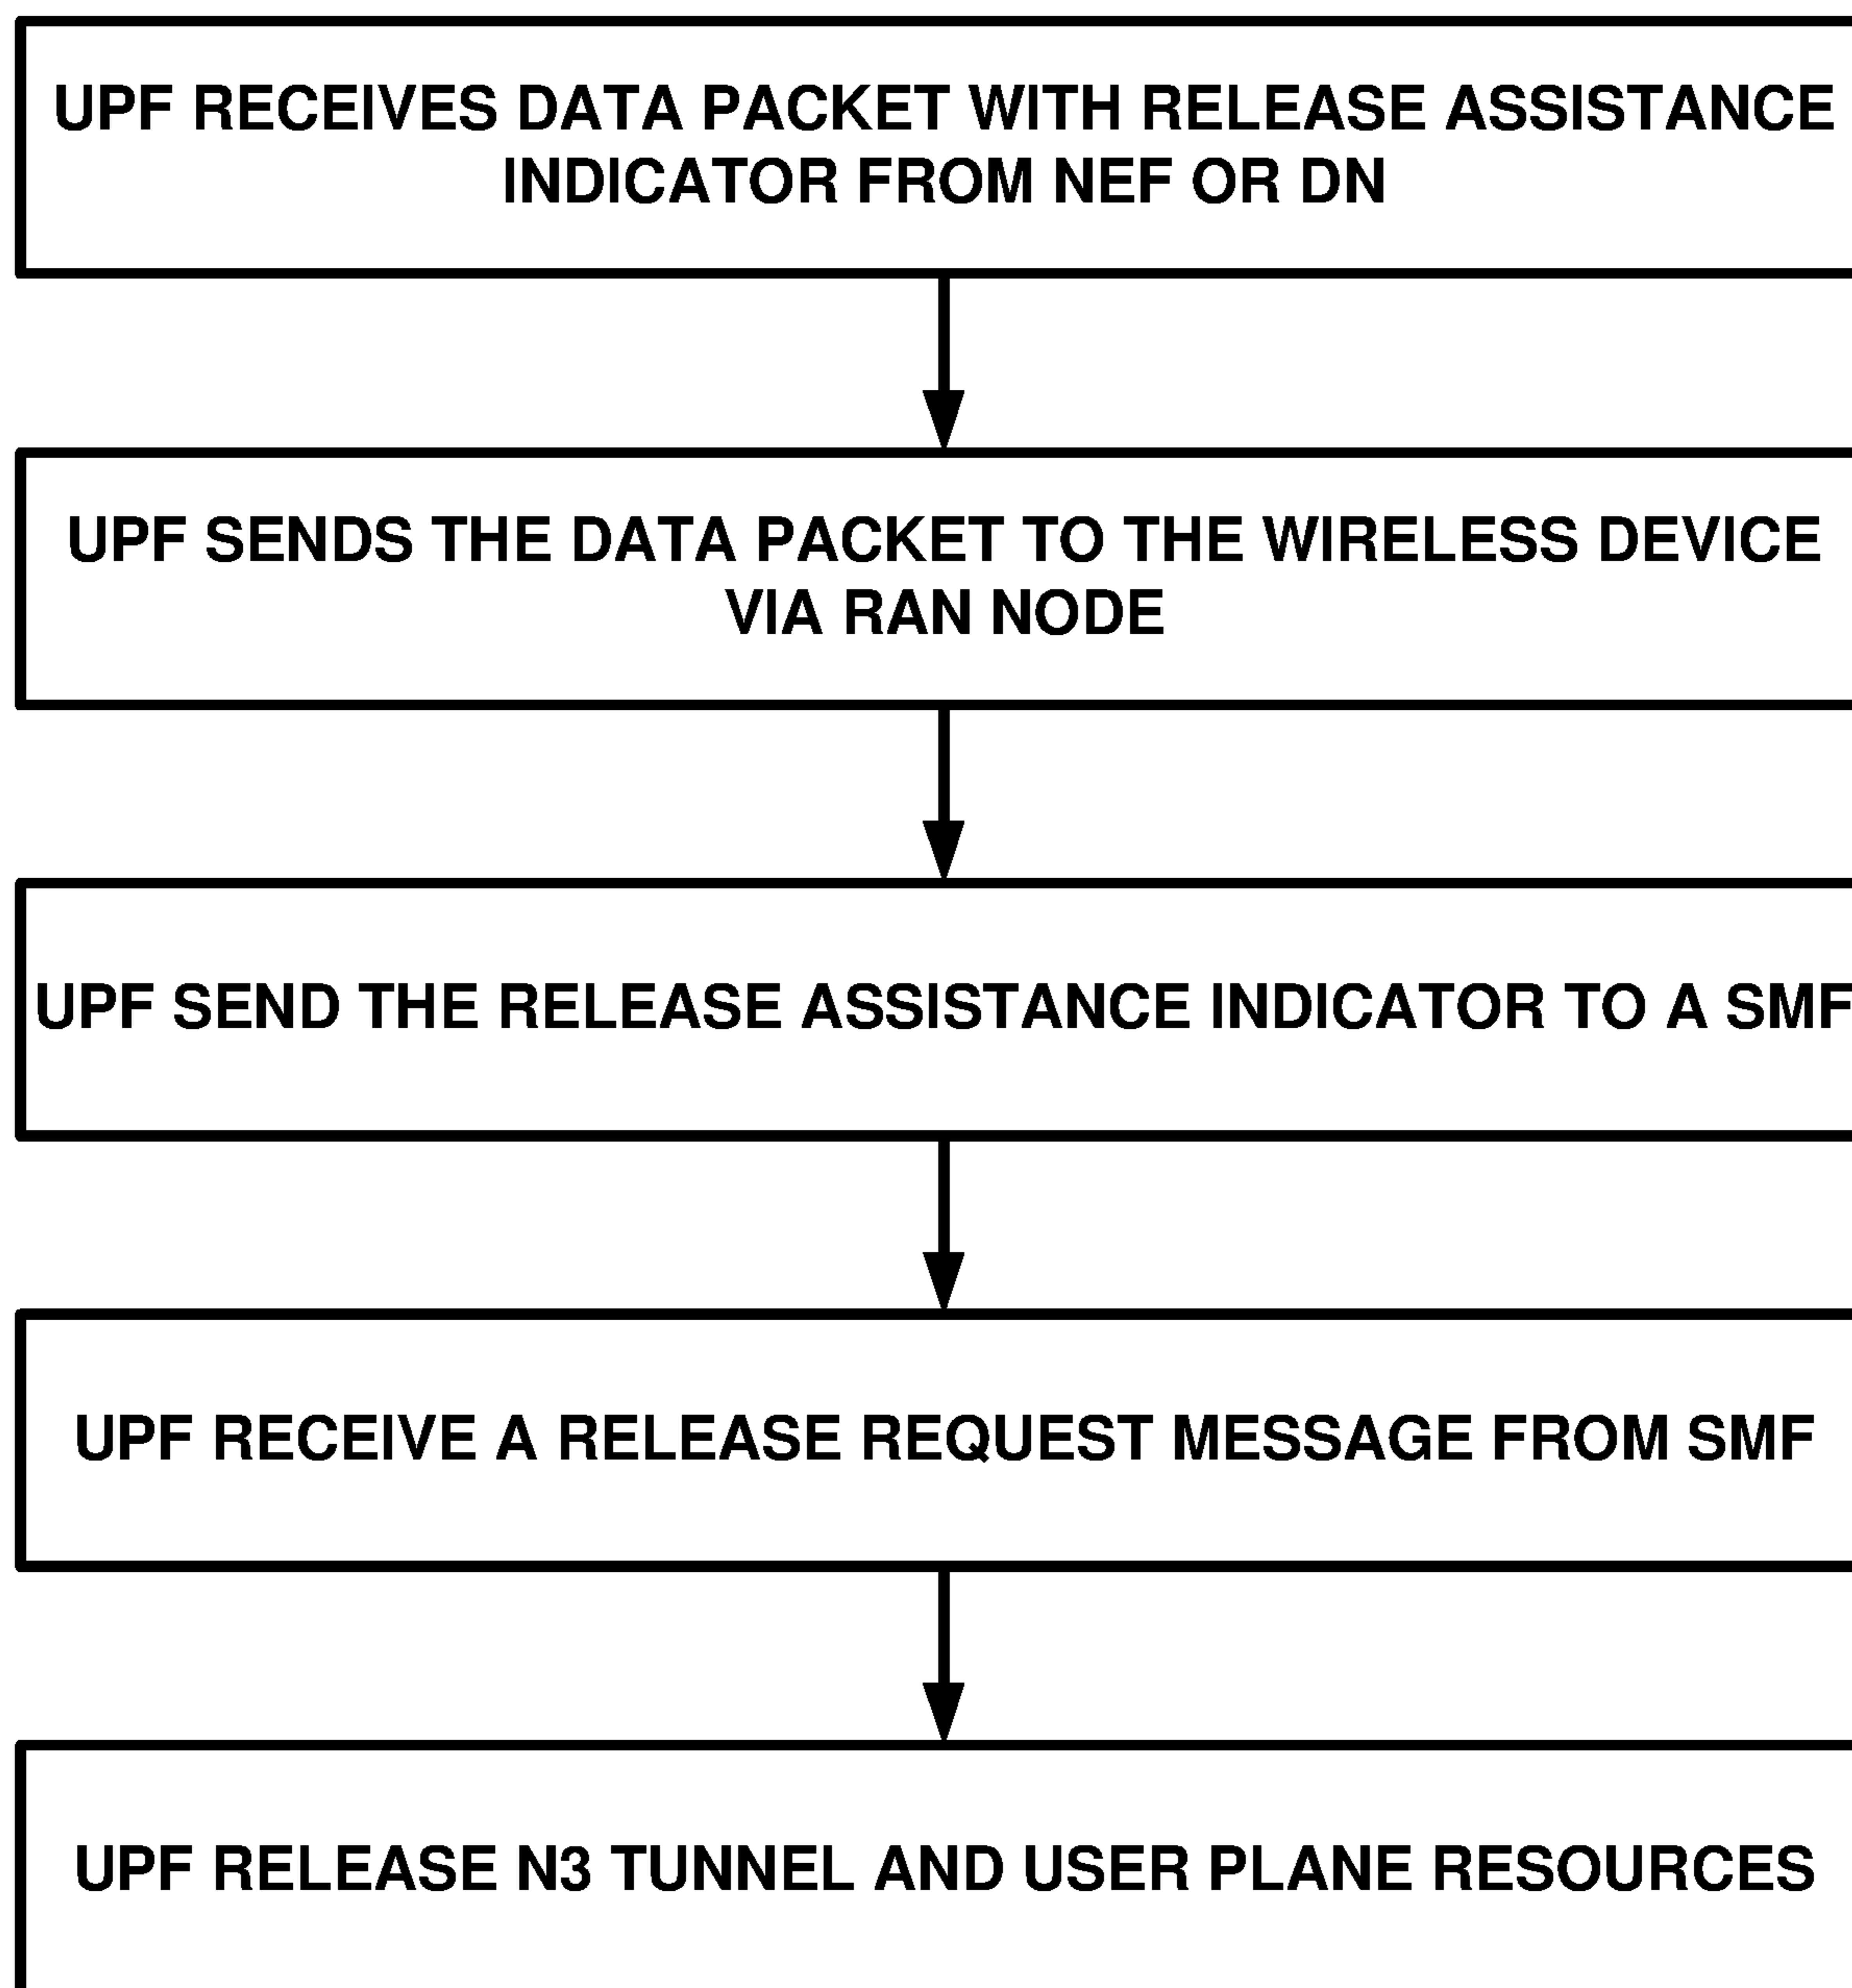 UPF RECEIVES DATA PACKET WITH RELEASE ASSISTANCE
INDICATOR FROM NEF OR DN
UPF SENDS THE DATA PACKET TO THE WIRELESS DEVICE
VIA RAN NODE
UPF SEND THE RELEASE ASSISTANCE INDICATOR TO A SMF
UPF RECEIVE A RELEASE REQUEST MESSAGE FROM SMF
UPF RELEASE N3 TUNNEL AND USER PLANE RESOURCES